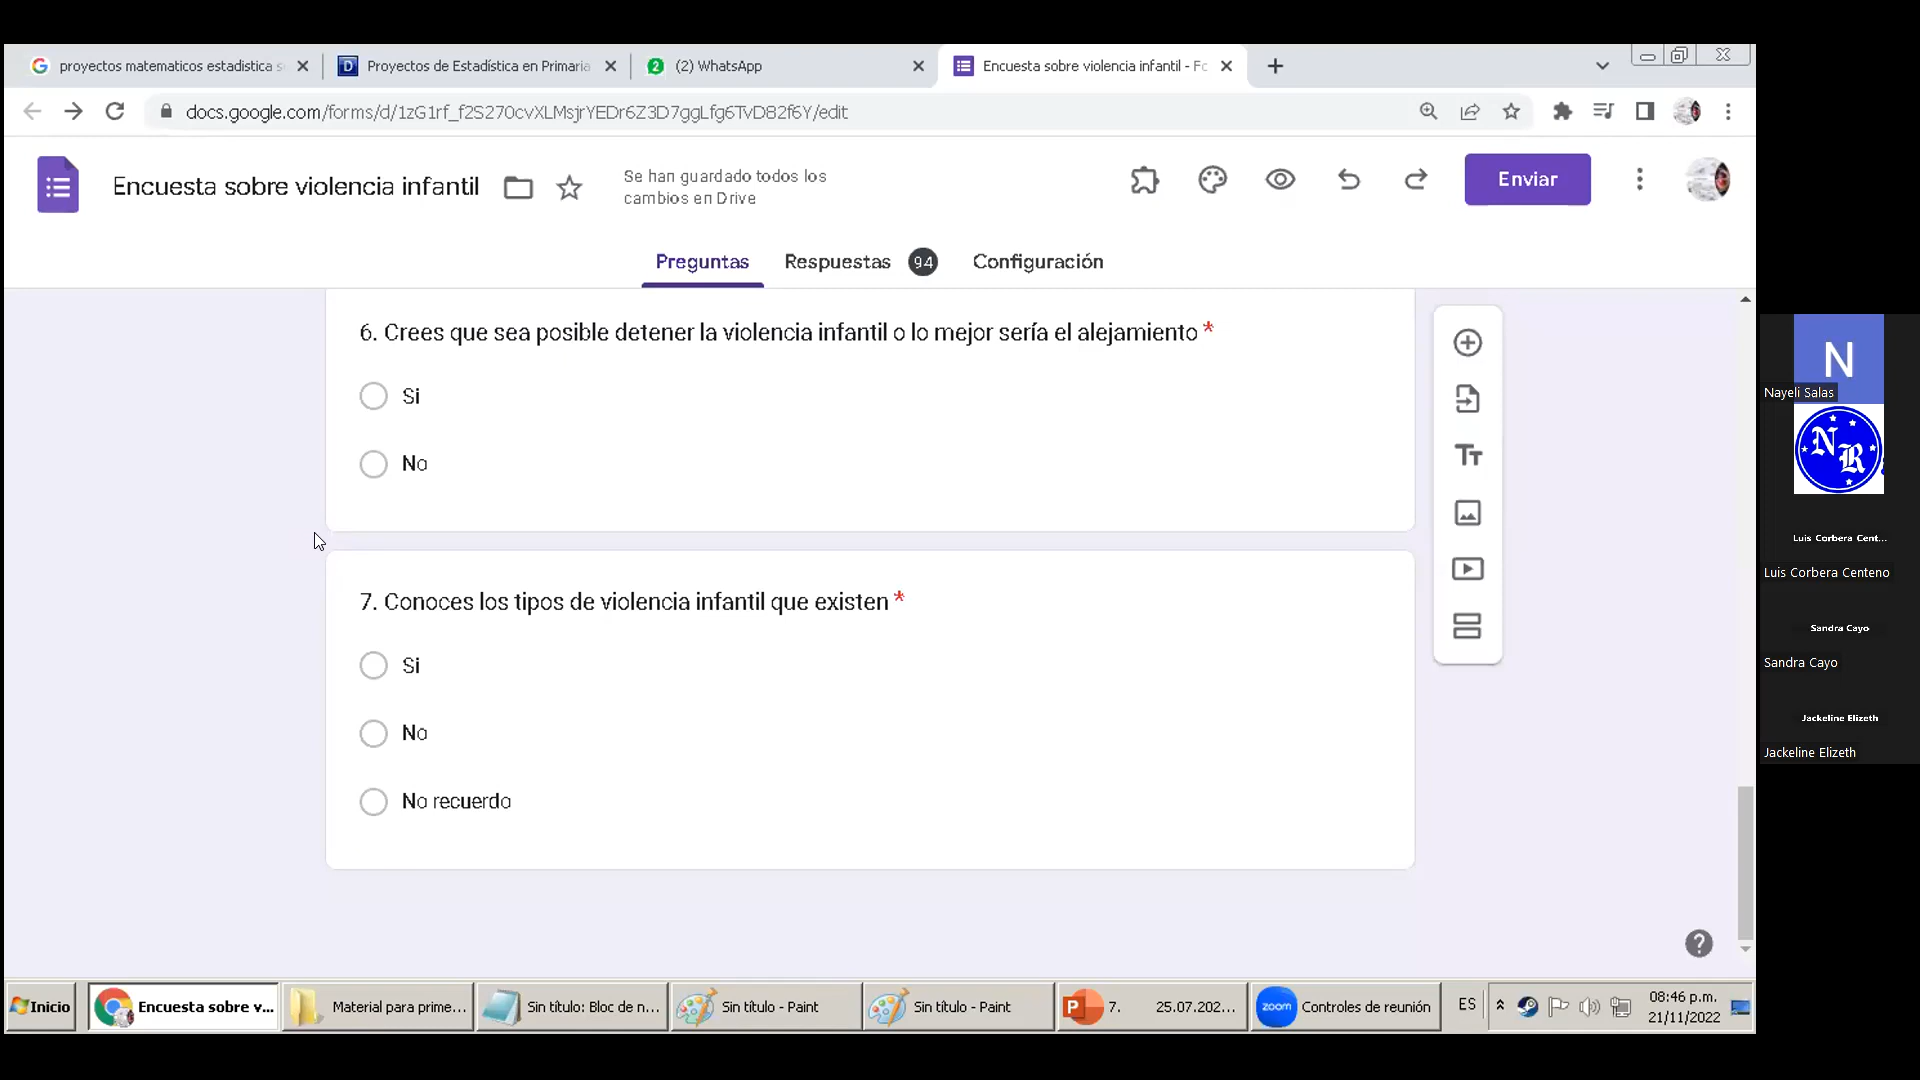 proyectos matematicos estadistica s
Proyectos de Estadística en Primaria
2
(2) WhatsApp
Encuesta sobre violencia infantil - Fo
docs.google.com/forms/d/1zG1rf_f2S270cvXLMsjrYEDr6Z3D7ggLfg6TvD82f6Y/edit
Encuesta sobre violencia infantil
Se han guardado todos los
cambios en Drive
Enviar
Preguntas
Respuestas
94
Configuración
6. Crees que sea posible detener la violencia infantil o lo mejor sería el alejamiento *
Si
No
7. Conoces los tipos de violencia infantil que existen *
Si
No
No recuerdo
N
Nayeli Salas
N R
Luis Corbera Cent...
Luis Corbera Centeno
Sandra Cayo
Sandra Cayo
Jackeline Elizeth
Jackeline Elizeth
Inicio
Encuesta sobre v...
Material para prime...
Sin título: Bloc de n...
Sin título - Paint
Sin título - Paint
P
7. 25.07.202...
zoom
Controles de reunión
ES
08:46 p.m.
21/11/2022